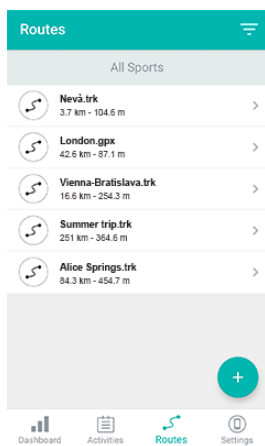 Routes
All Sports
Nevà.trk
3.7 km - 104.6 m
London.gpx
42.6 km - 87.1 m
Vienna-Bratislava.trk
16.6 km - 254.3 m
Summer trip.trk
251 km - 364.6 m
Alice Springs.trk
84.3 km - 454.7 m
+
Dashboard Activities Routes Settings